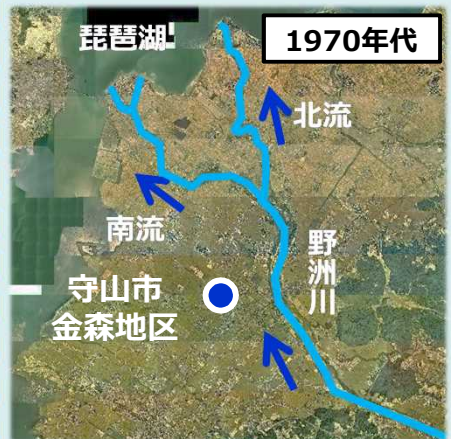 琵琶湖
1970年代
北流
南流
野洲川
守山市
金森地区